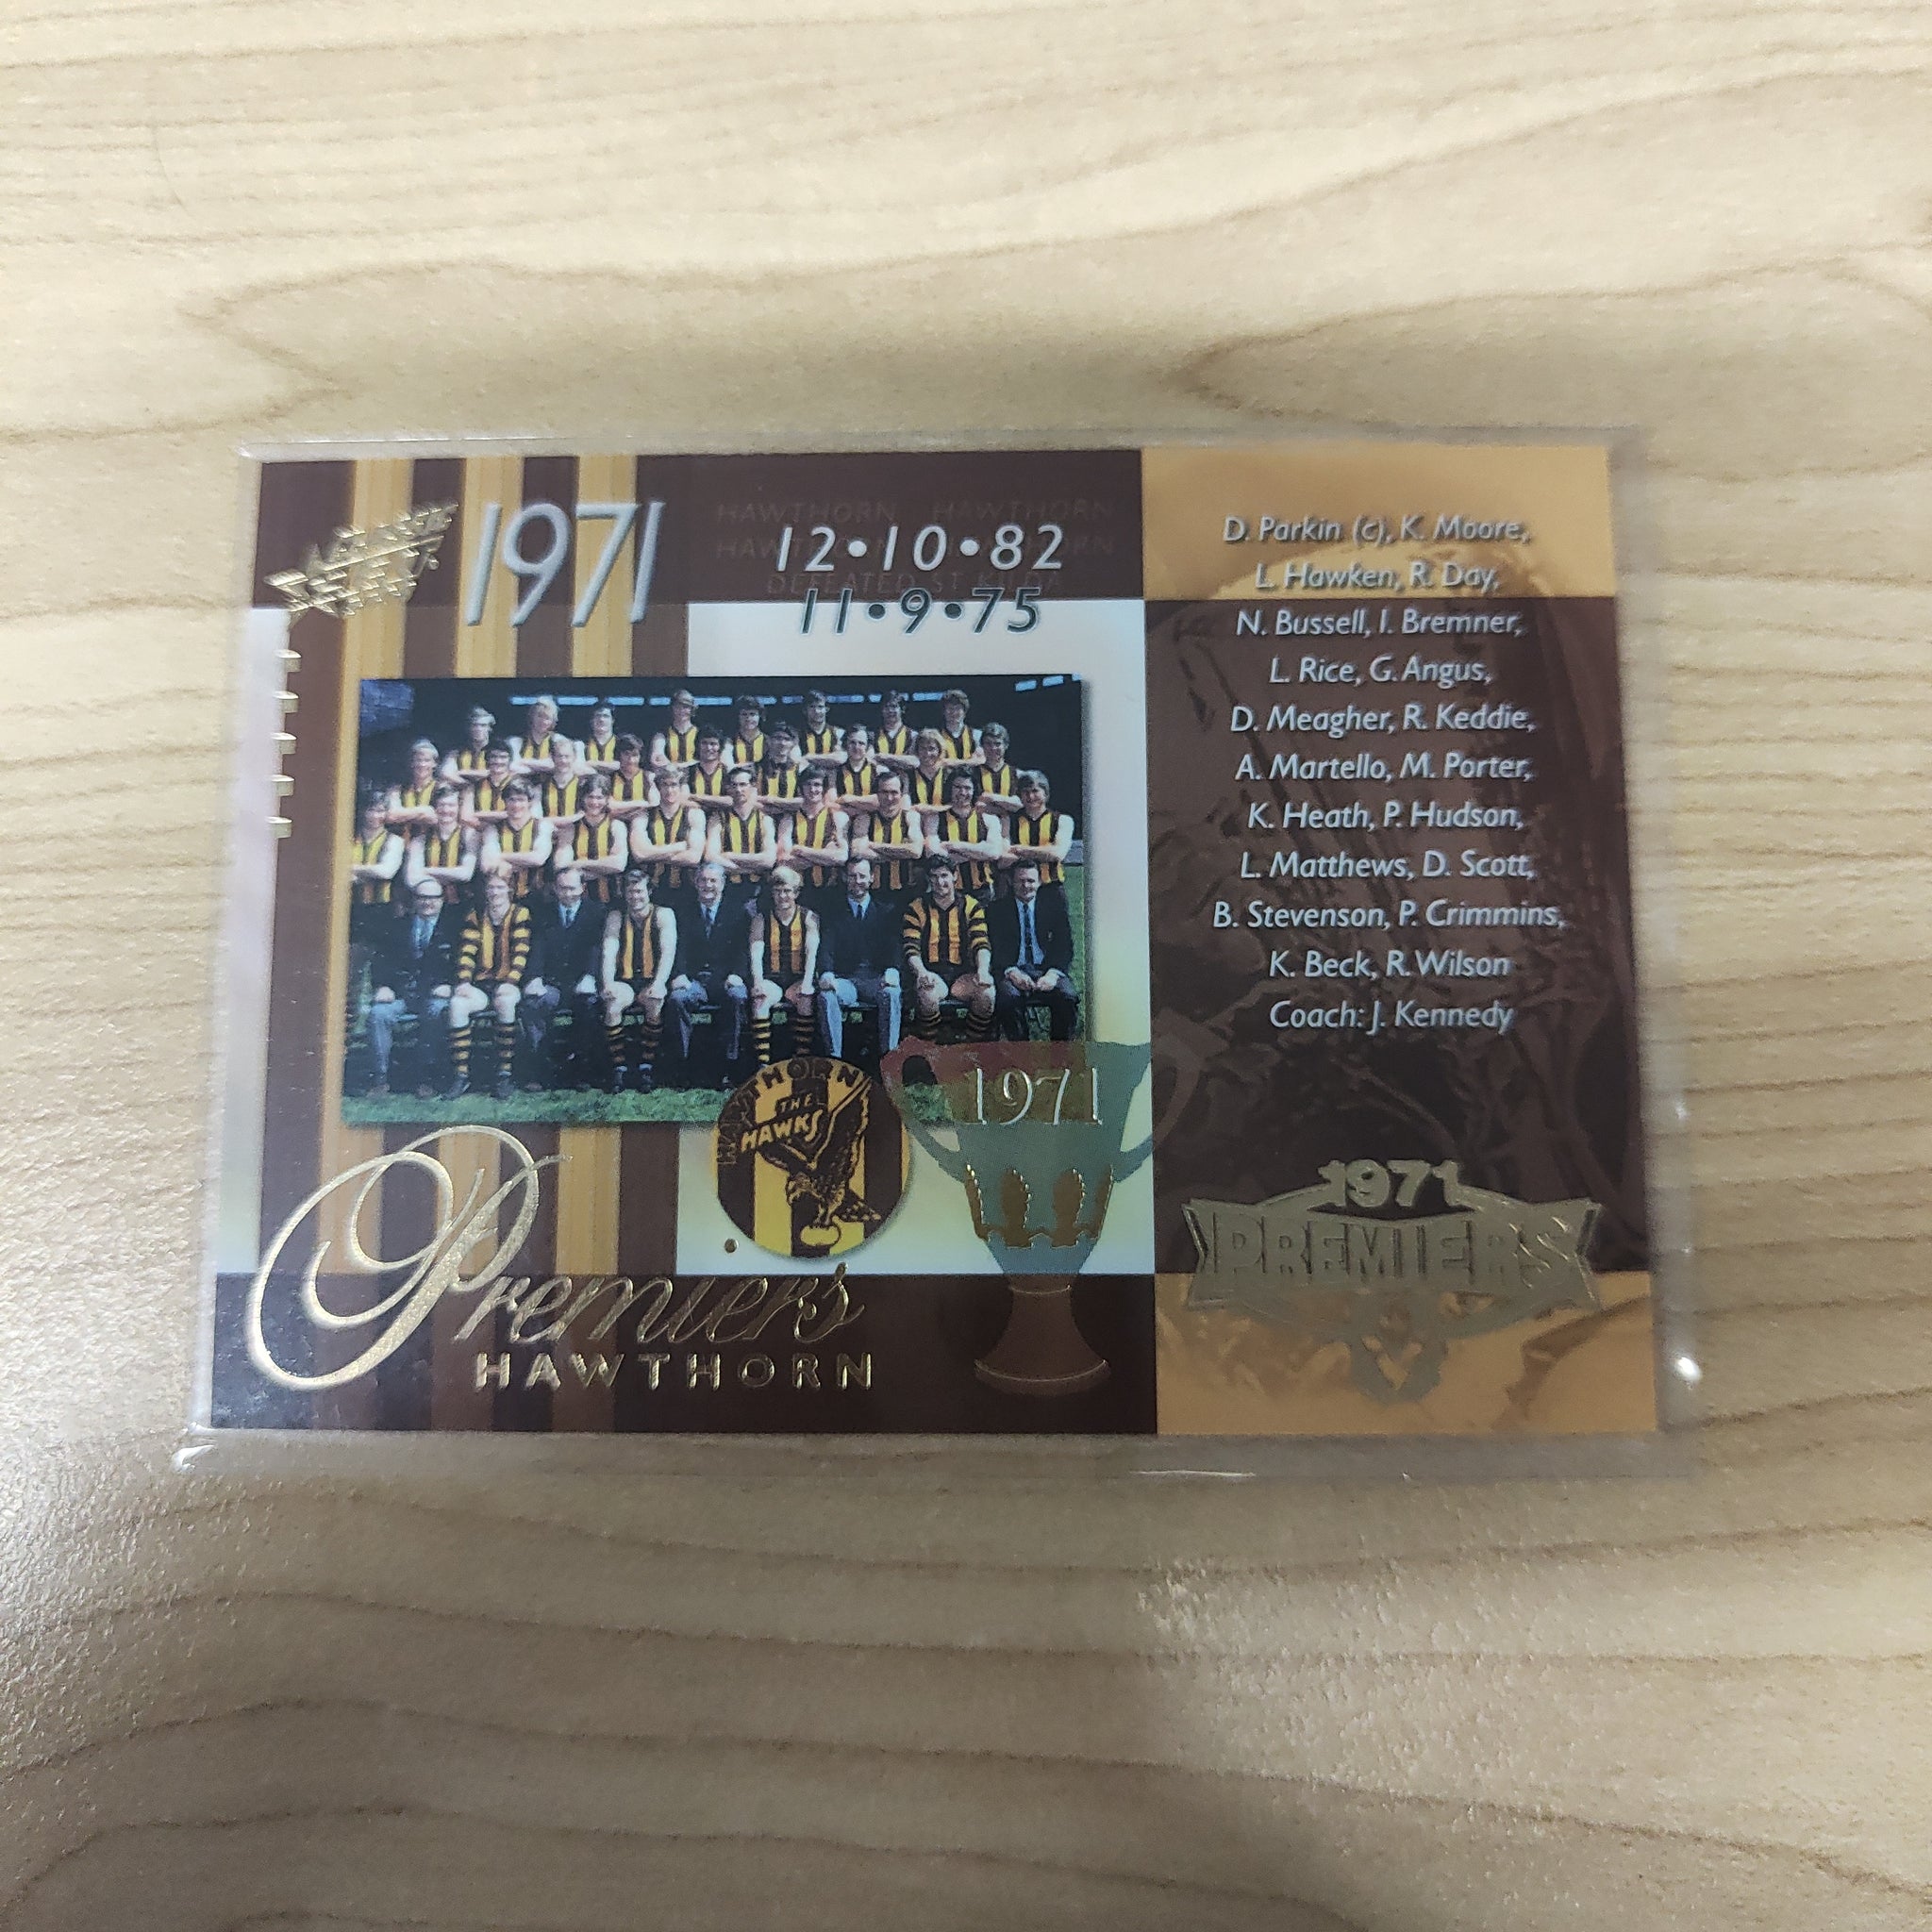 1971
HAWTHORN HAWTHORN
12•10•82
DEFEATED ST KILDA
11•9•75
D. Parkin (c), K. Moore,
L. Hawken, R. Day,
N. Bussell, I. Bremner,
L. Rice, G. Angus,
D. Meagher, R. Keddie,
A. Martello, M. Porter,
K. Heath, P. Hudson,
L. Matthews, D. Scott,
B. Stevenson, P. Crimmins,
K. Beck, R. Wilson
Coach: J. Kennedy
HAWTHORN
THE
HAWKS
1971
1971
PREMIERS
Premiers
HAWTHORN